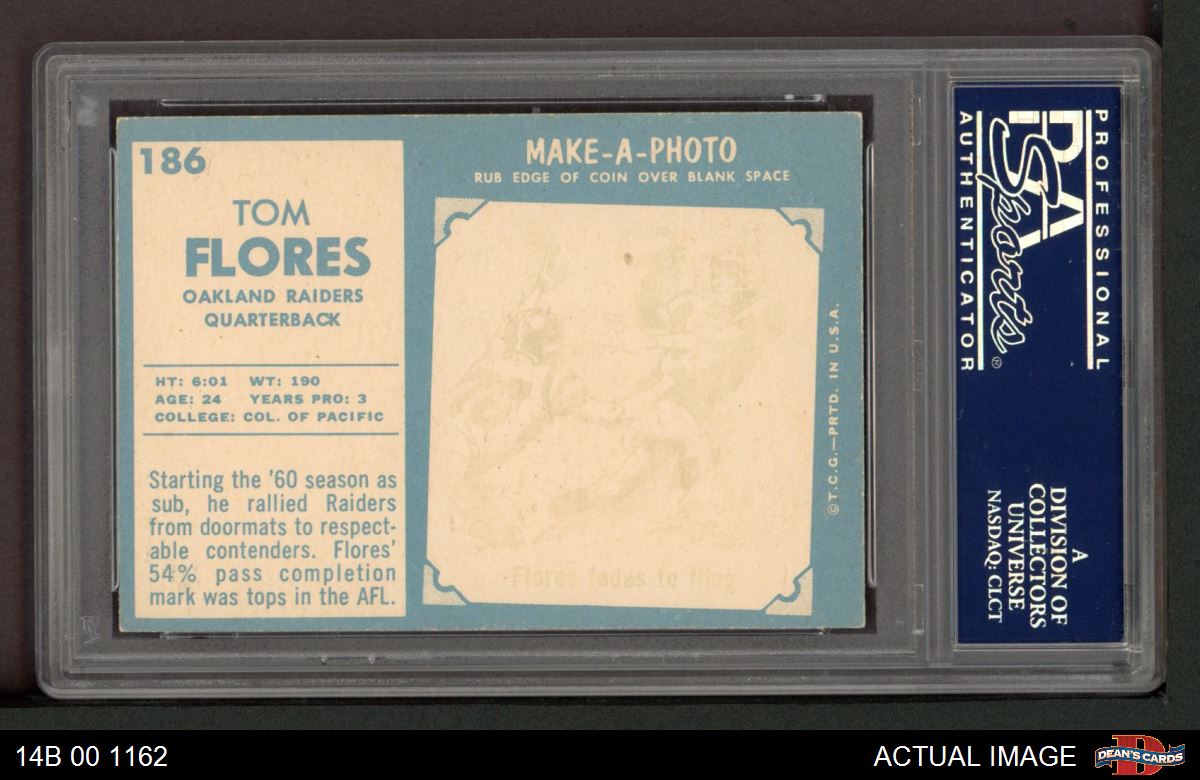 186
TOM
FLORES
OAKLAND RAIDERS
QUARTERBACK
HT: 6:01 WT: 190
AGE: 24 YEARS PRO: 3
COLLEGE: COL. OF PACIFIC
Starting the '60 season as
sub, he rallied Raiders
from doormats to respect-
able contenders. Flores'
54% pass completion
mark was tops in the AFL.
MAKE-A-PHOTO
RUB EDGE OF COIN OVER BLANK SPACE
Flores fades to fling
©T.C.G.—PRTD. IN U.S.A.
PROFESSIONAL
PSA
Sports®
AUTHENTICATOR
A
DIVISION OF
COLLECTORS
UNIVERSE
NASDAQ: CLCT
14B 00 1162
ACTUAL IMAGE
D
DEAN'S CARDS